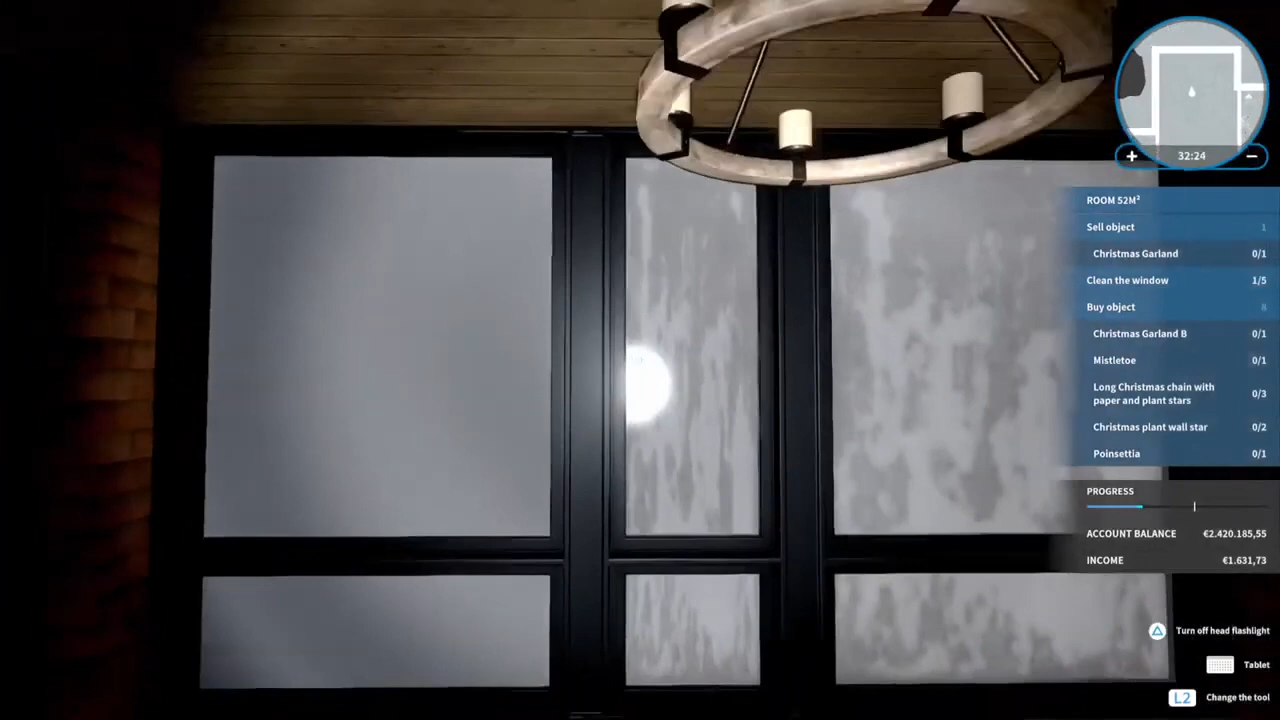 + 32:24 −
ROOM 52M²
Sell object 1
Christmas Garland 0/1
Clean the window 1/5
Buy object 8
Christmas Garland B 0/1
Mistletoe 0/1
Long Christmas chain with
paper and plant stars 0/3
Christmas plant wall star 0/2
Poinsettia 0/1
PROGRESS
ACCOUNT BALANCE €2.420.185,55
INCOME €1.631,73
Turn off head flashlight
Tablet
L2 Change the tool